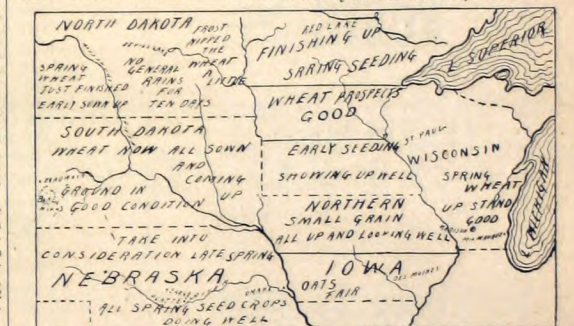 NORTH DAKOTA
FROST
NIPPED
THE
WHEAT
A
LITTLE
NO
GENERAL
RAINS
FOR
TEN DAYS
SPRING
WHEAT
JUST FINISHED
EARLY SOWN UP
RED LAKE
FINISHING UP
SPRING SEEDING
L SUPERIOR
WHEAT PROSPECTS
GOOD
SOUTH DAKOTA
WHEAT NOW ALL SOWN
AND
COMING
UP
GROUND IN
GOOD CONDITION
ST. PAUL
EARLY SEEDING
SHOWING UP WELL
WISCONSIN
SPRING
WHEAT
UP STAND
GOOD
MADISON
MILWAUKEE
L MICHIGAN
NORTHERN
SMALL GRAIN
ALL UP AND LOOKING WELL
TAKE INTO
CONSIDERATION LATE SPRING
NEBRASKA
OMAHA
ALL SPRING SEED CROPS
DOING WELL
IOWA
DES MOINES
OATS
FAIR